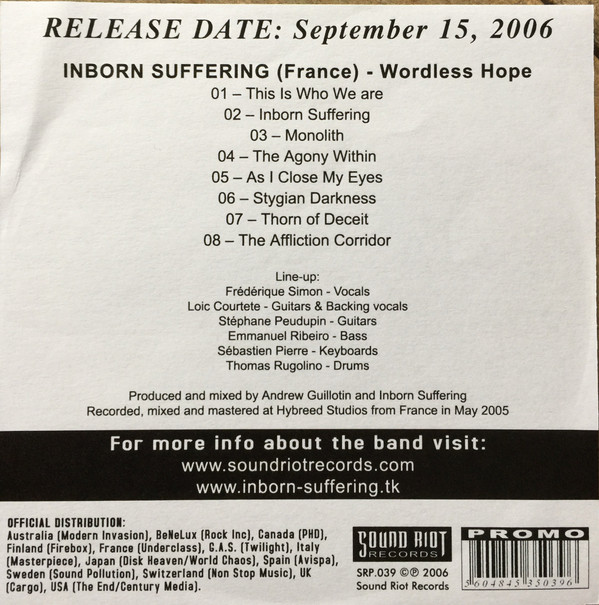 RELEASE DATE: September 15, 2006
INBORN SUFFERING (France) - Wordless Hope
01 – This Is Who We are
02 – Inborn Suffering
03 – Monolith
04 – The Agony Within
05 – As I Close My Eyes
06 – Stygian Darkness
07 – Thorn of Deceit
08 – The Affliction Corridor
Line-up:
Frédérique Simon - Vocals
Loic Courtete - Guitars & Backing vocals
Stéphane Peudupin - Guitars
Emmanuel Ribeiro - Bass
Sébastien Pierre - Keyboards
Thomas Rugolino - Drums
Produced and mixed by Andrew Guillotin and Inborn Suffering
Recorded, mixed and mastered at Hybreed Studios from France in May 2005
For more info about the band visit:
www.soundriotrecords.com
www.inborn-suffering.tk
OFFICIAL DISTRIBUTION:
Australia (Modern Invasion), BeNeLux (Rock Inc), Canada (PHD),
Finland (Firebox), France (Underclass), G.A.S. (Twilight), Italy
(Masterpiece), Japan (Disk Heaven/World Chaos), Spain (Avispa),
Sweden (Sound Pollution), Switzerland (Non Stop Music), UK
(Cargo), USA (The End/Century Media).
SOUND RIOT
RECORDS
SRP.039 ©℗ 2006
Sound Riot Records
PROMO
5 604845 350396